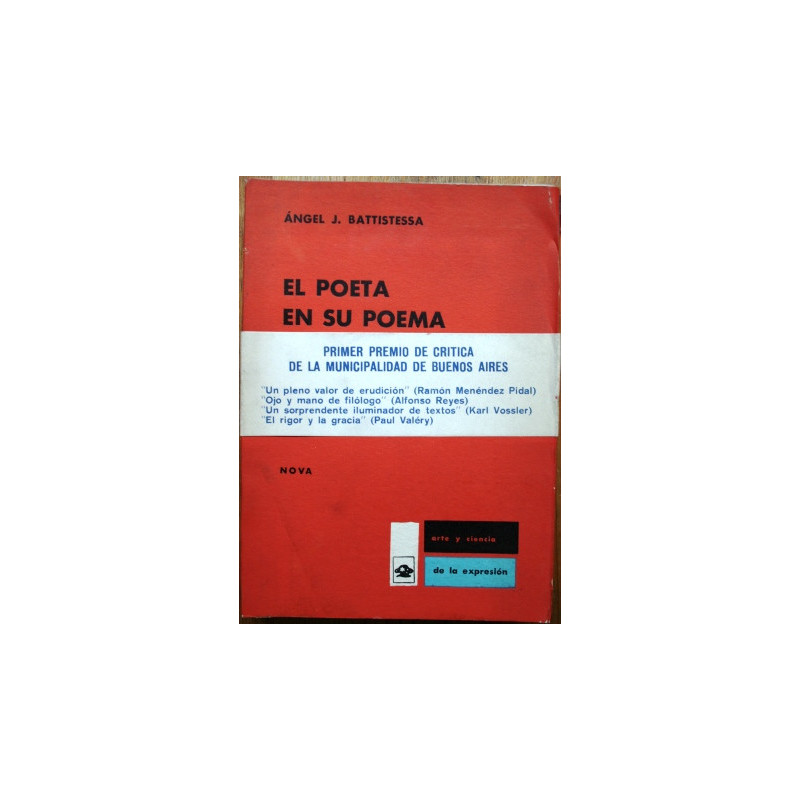 ÁNGEL J. BATTISTESSA
EL POETA
EN SU POEMA
PRIMER PREMIO DE CRITICA
DE LA MUNICIPALIDAD DE BUENOS AIRES
"Un pleno valor de erudición" (Ramón Menéndez Pidal)
"Ojo y mano de filólogo" (Alfonso Reyes)
"Un sorprendente iluminador de textos" (Karl Vossler)
"El rigor y la gracia" (Paul Valéry)
NOVA
arte y ciencia
de la expresión